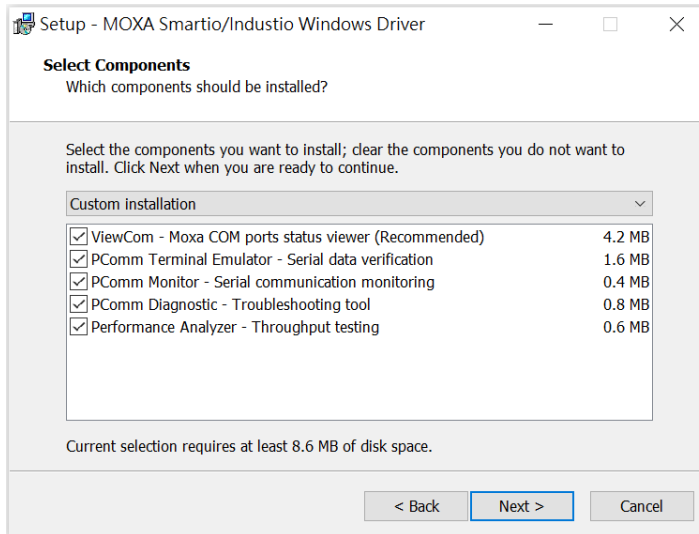 Setup - MOXA Smartio/Industio Windows Driver
Select Components
Which components should be installed?
Select the components you want to install; clear the components you do not want to
install. Click Next when you are ready to continue.
Custom installation
ViewCom - Moxa COM ports status viewer (Recommended) 4.2 MB
PComm Terminal Emulator - Serial data verification 1.6 MB
PComm Monitor - Serial communication monitoring 0.4 MB
PComm Diagnostic - Troubleshooting tool 0.8 MB
Performance Analyzer - Throughput testing 0.6 MB
Current selection requires at least 8.6 MB of disk space.
< Back Next > Cancel